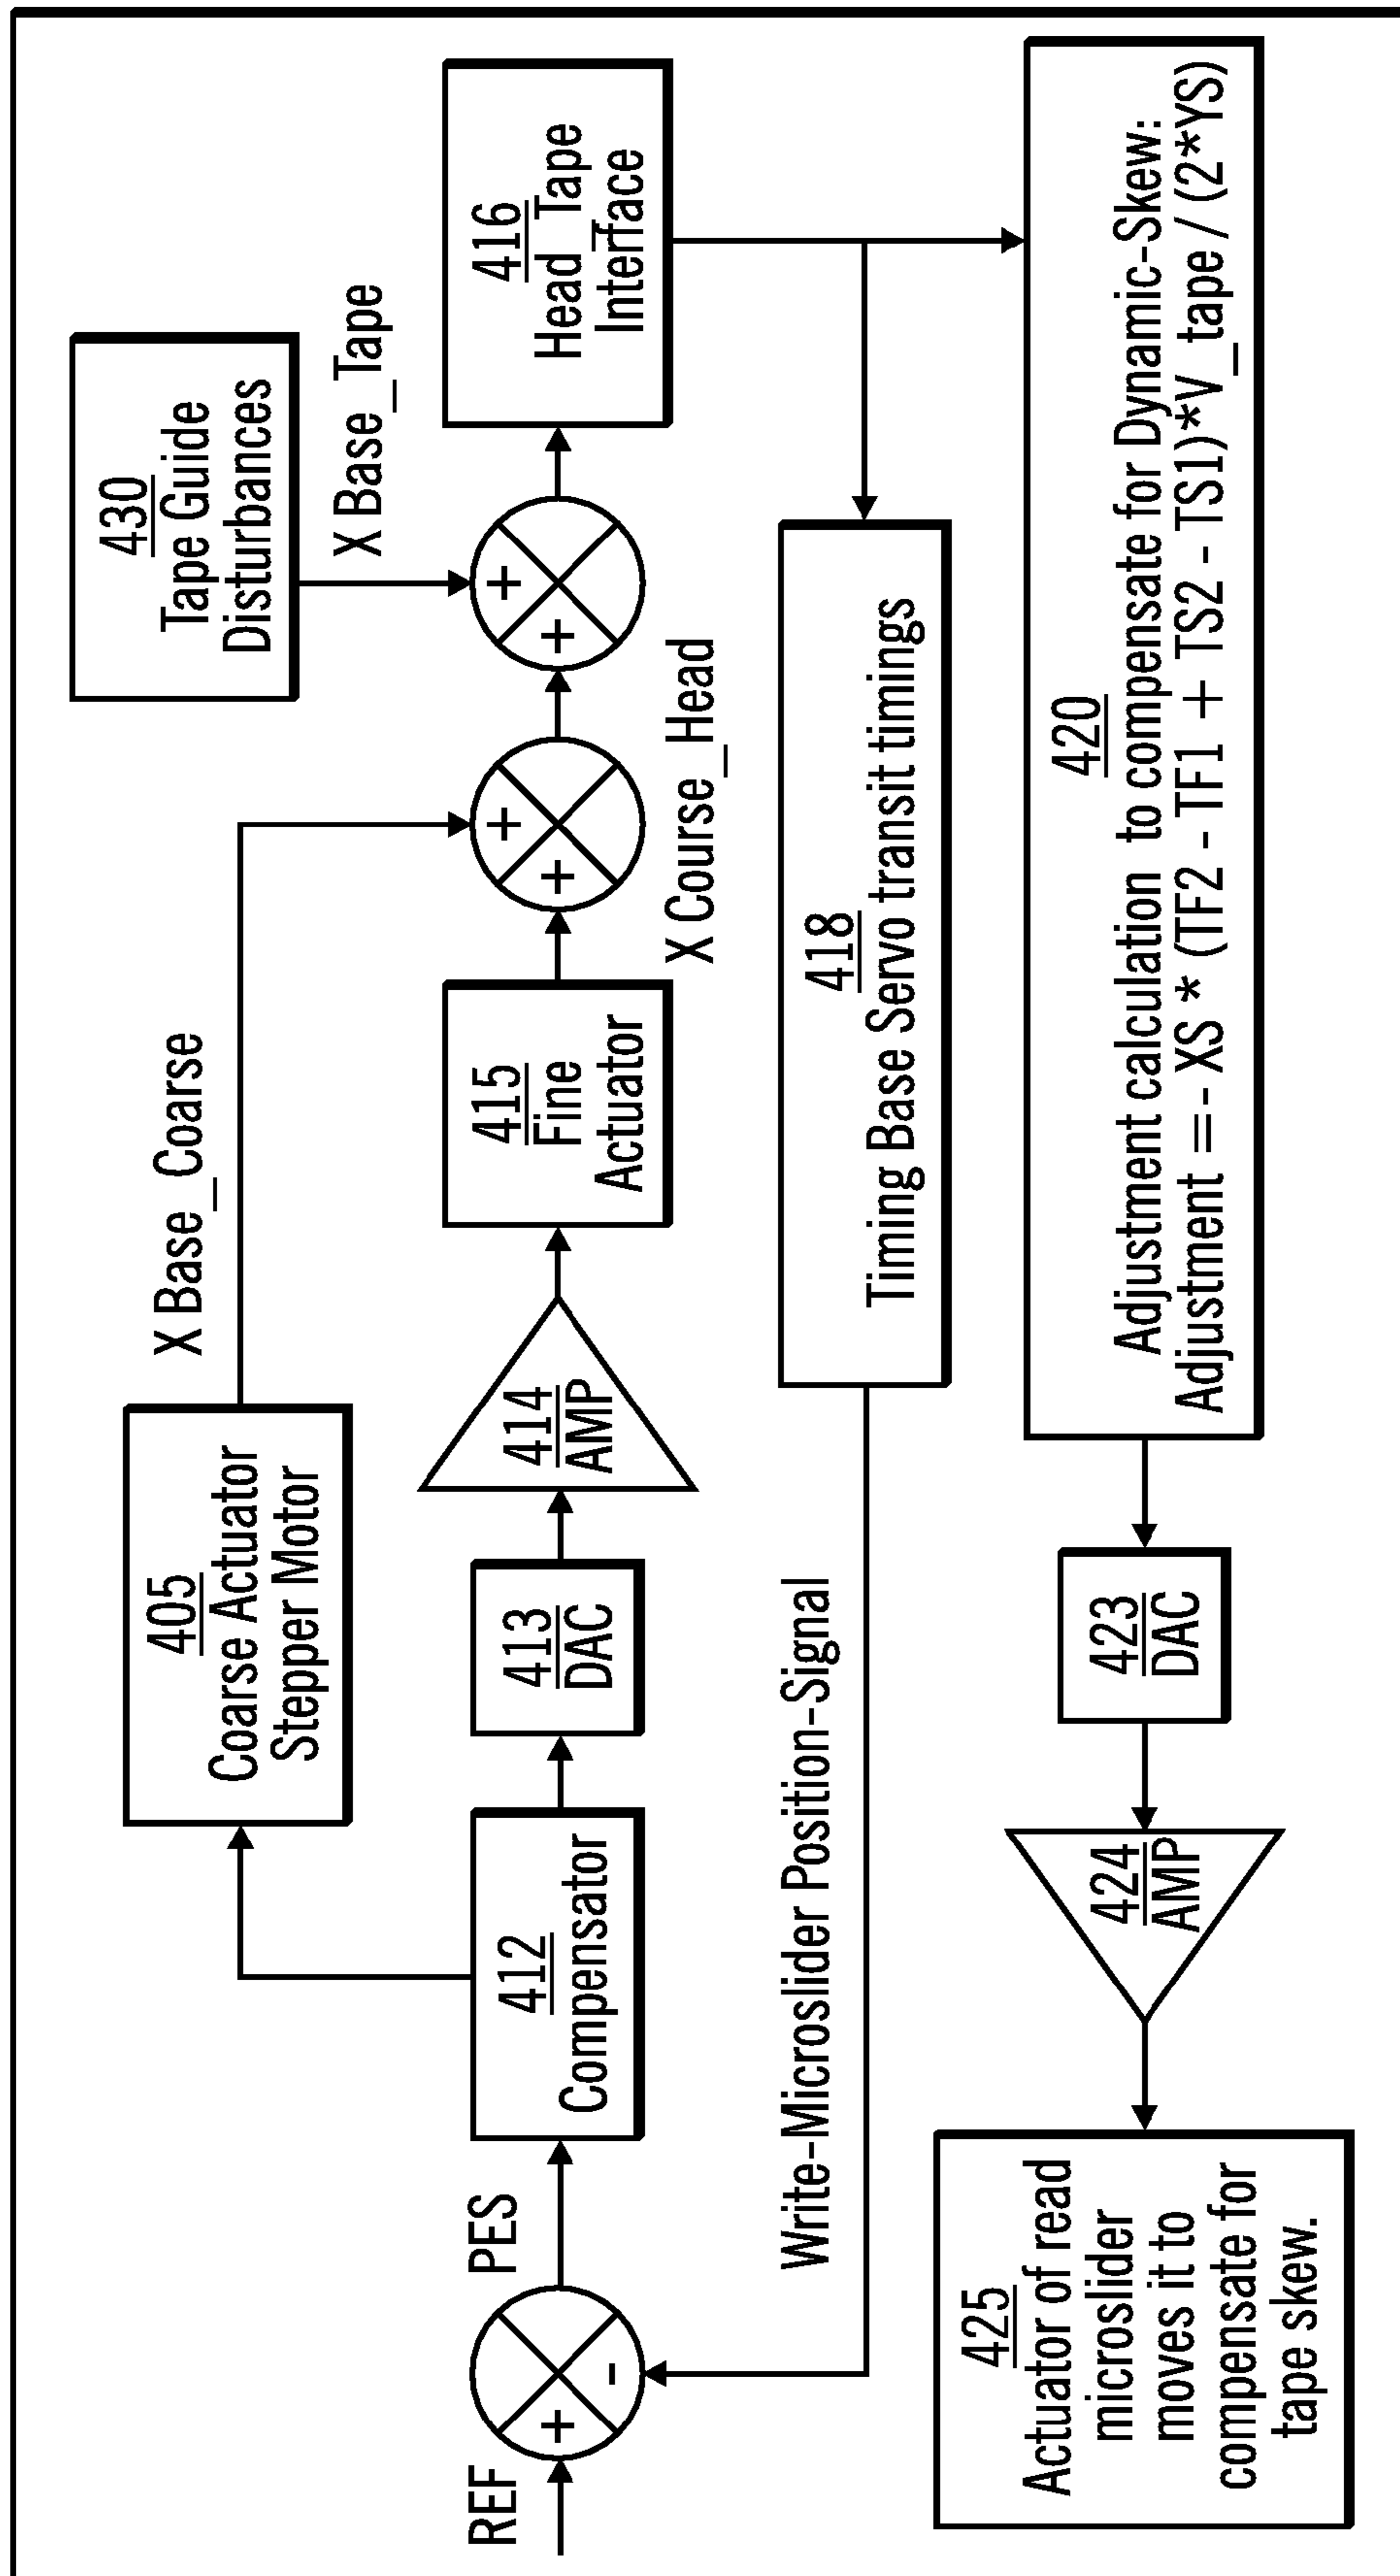 430
Tape Guide
Disturbances
X Base_Tape
405
Coarse Actuator
Stepper Motor
X Base_Coarse
REF
+
-
PES
412
Compensator
413
DAC
414
AMP
415
Fine
Actuator
+
+
X Course_Head
+
+
416
Head_Tape
Interface
Write-Microslider Position-Signal
418
Timing Base Servo transit timings
420
Adjustment calculation to compensate for Dynamic-Skew:
Adjustment =- XS * (TF2 - TF1 + TS2 - TS1)*V_tape / (2*YS)
423
DAC
424
AMP
425
Actuator of read
microslider
moves it to
compensate for
tape skew.